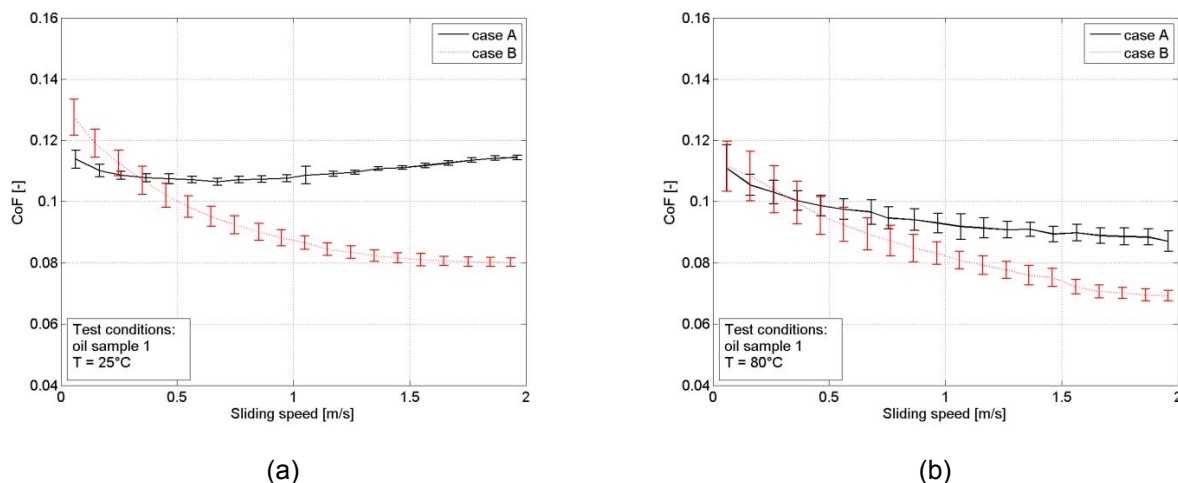 0.16
0.14
0.12
0.1
0.08
0.06
0.04
CoF [-]
case A
case B
Test conditions:
oil sample 1
T = 25°C
0
0.5
1
1.5
2
Sliding speed [m/s]
(a)
0.16
0.14
0.12
0.1
0.08
0.06
0.04
CoF [-]
case A
case B
Test conditions:
oil sample 1
T = 80°C
0
0.5
1
1.5
2
Sliding speed [m/s]
(b)